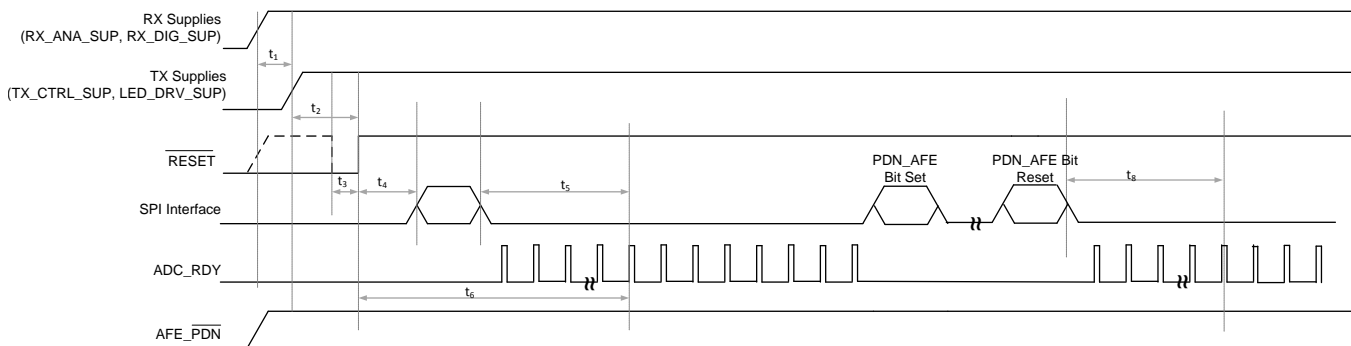 RX Supplies
(RX_ANA_SUP, RX_DIG_SUP)
t1
TX Supplies
(TX_CTRL_SUP, LED_DRV_SUP)
t2
RESET
PDN_AFE
Bit Set
PDN_AFE Bit
Reset
t3
t4
t5
t8
SPI Interface
ADC_RDY
t6
AFE_PDN